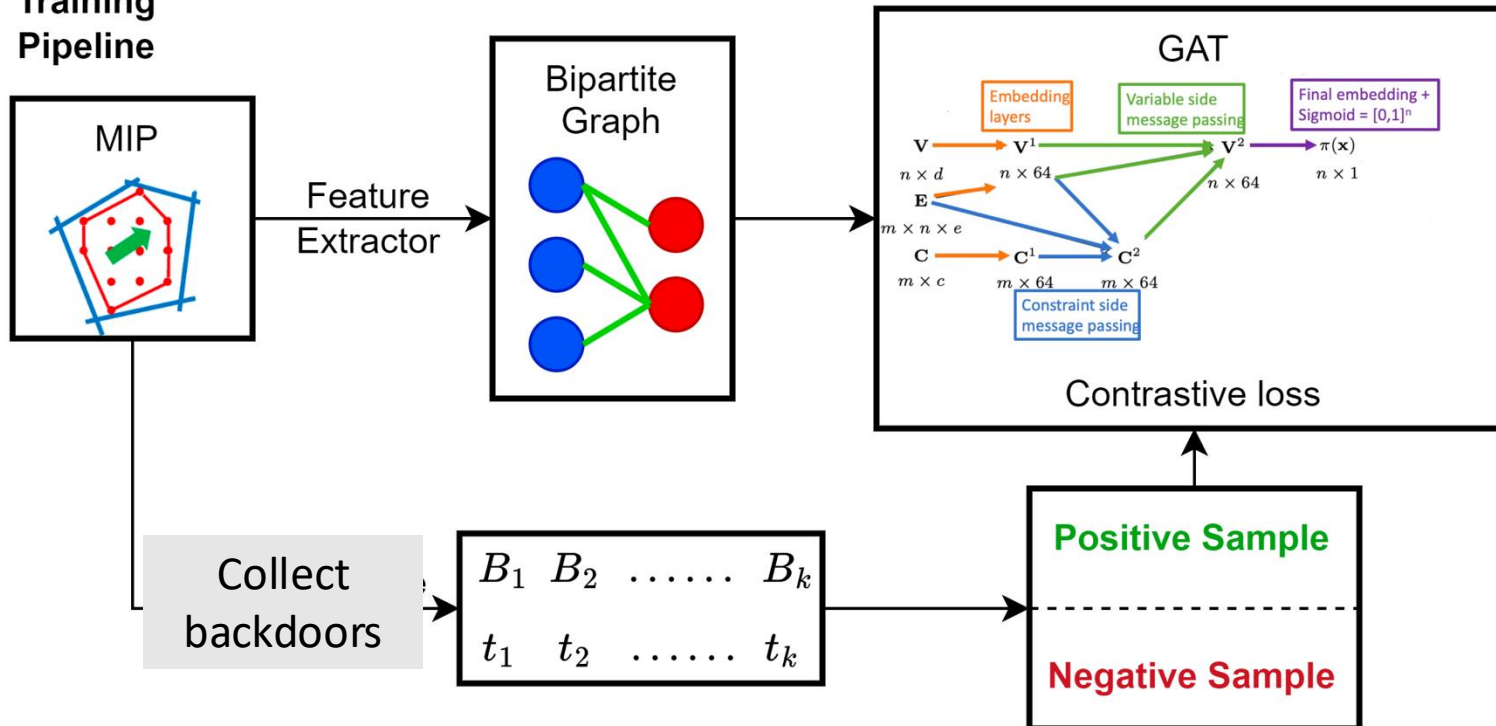 Training
Pipeline
MIP
Feature
Extractor
Bipartite
Graph
GAT
Embedding
layers
Variable side
message passing
Final embedding +
Sigmoid = [0,1]ⁿ
V
V¹
V²
π(x)
n × d
n × 64
n × 64
n × 1
E
m × n × e
C
C¹
C²
m × c
m × 64
m × 64
Constraint side
message passing
Contrastive loss
Collect
backdoors
B₁ B₂ ...... Bₖ
t₁ t₂ ...... tₖ
Positive Sample
Negative Sample